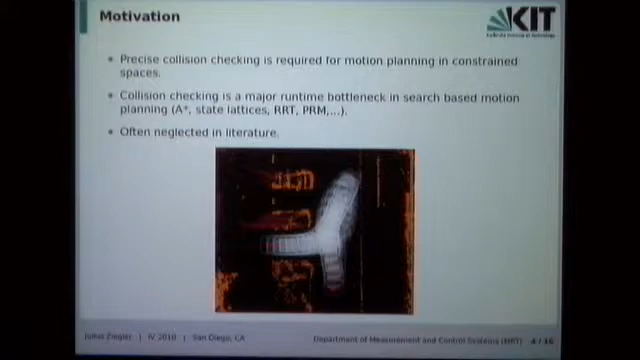 Motivation
KIT
Precise collision checking is required for motion planning in constrained
spaces.
Collision checking is a major runtime bottleneck in search based motion
planning (A*, state lattices, RRT, PRM,...).
Often neglected in literature.
Julius Ziegler | IV 2010 | San Diego, CA
Department of Measurement and Control Systems (MRT) 4 / 16